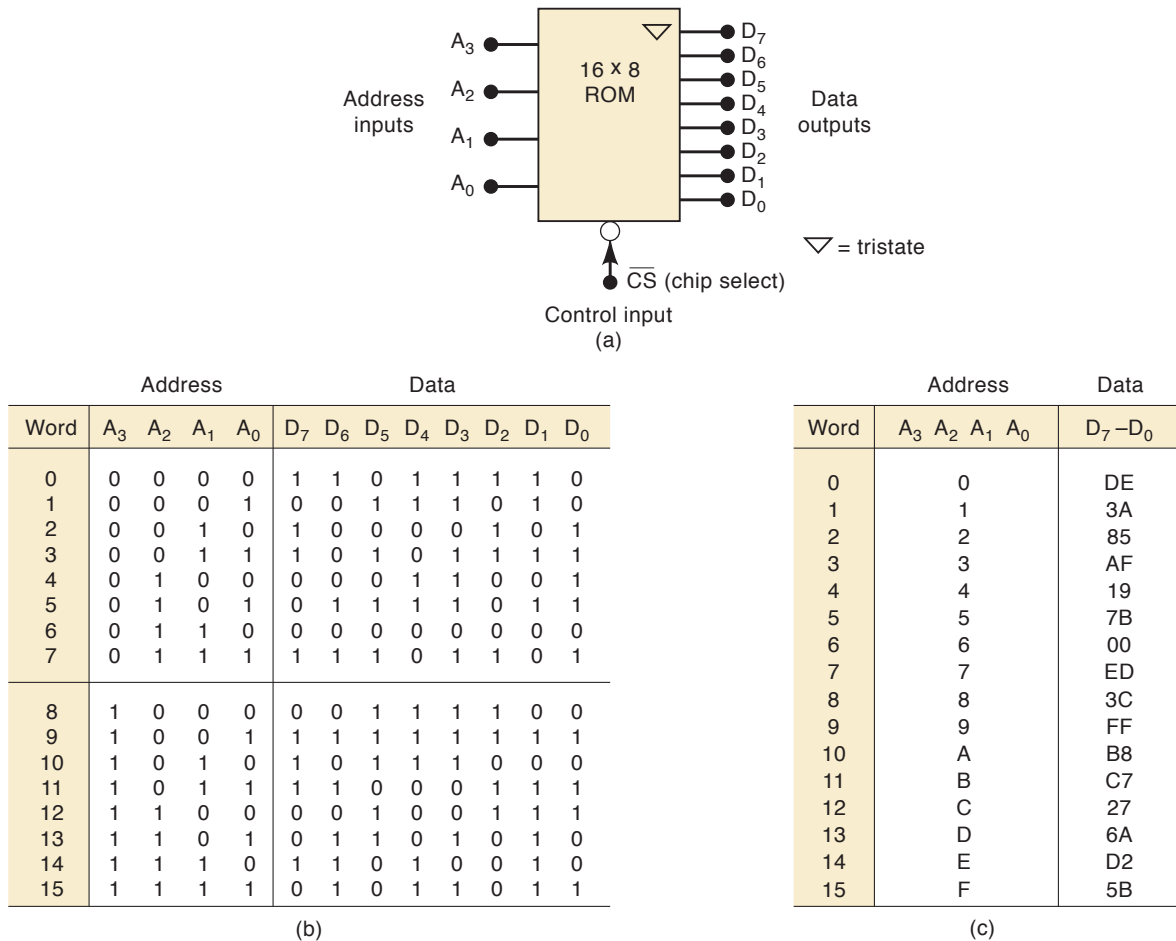 A3
A2
A1
A0
Address
inputs
16 x 8
ROM
D7
D6
D5
D4
D3
D2
D1
D0
Data
outputs
▽ = tristate
C̅S̅ (chip select)
Control input
(a)
Address Data
Word A3 A2 A1 A0 D7 D6 D5 D4 D3 D2 D1 D0
0 0 0 0 0 1 1 0 1 1 1 1 0
1 0 0 0 1 0 0 1 1 1 0 1 0
2 0 0 1 0 1 0 0 0 0 1 0 1
3 0 0 1 1 1 0 1 0 1 1 1 1
4 0 1 0 0 0 0 0 1 1 0 0 1
5 0 1 0 1 0 1 1 1 1 0 1 1
6 0 1 1 0 0 0 0 0 0 0 0 0
7 0 1 1 1 1 1 1 0 1 1 0 1
8 1 0 0 0 0 0 1 1 1 1 0 0
9 1 0 0 1 1 1 1 1 1 1 1 1
10 1 0 1 0 1 0 1 1 1 0 0 0
11 1 0 1 1 1 1 0 0 0 1 1 1
12 1 1 0 0 0 0 1 0 0 1 1 1
13 1 1 0 1 0 1 1 0 1 0 1 0
14 1 1 1 0 1 1 0 1 0 0 1 0
15 1 1 1 1 0 1 0 1 1 0 1 1
(b)
Address Data
Word A3 A2 A1 A0 D7–D0
0 0 DE
1 1 3A
2 2 85
3 3 AF
4 4 19
5 5 7B
6 6 00
7 7 ED
8 8 3C
9 9 FF
10 A B8
11 B C7
12 C 27
13 D 6A
14 E D2
15 F 5B
(c)